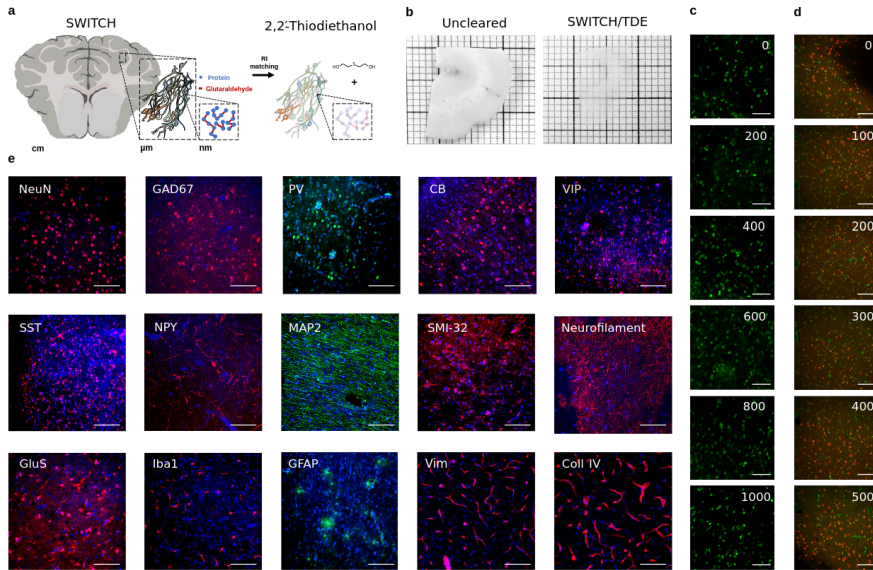 a
SWITCH
2,2´-Thiodiethanol
RI
matching
Protein
Glutaraldehyde
HO
S
OH
+
cm
µm
nm
b
Uncleared
SWITCH/TDE
c
0
200
400
600
800
1000
d
0
100
200
300
400
500
e
NeuN
GAD67
PV
CB
VIP
SST
NPY
MAP2
SMI-32
Neurofilament
GluS
Iba1
GFAP
Vim
Coll IV